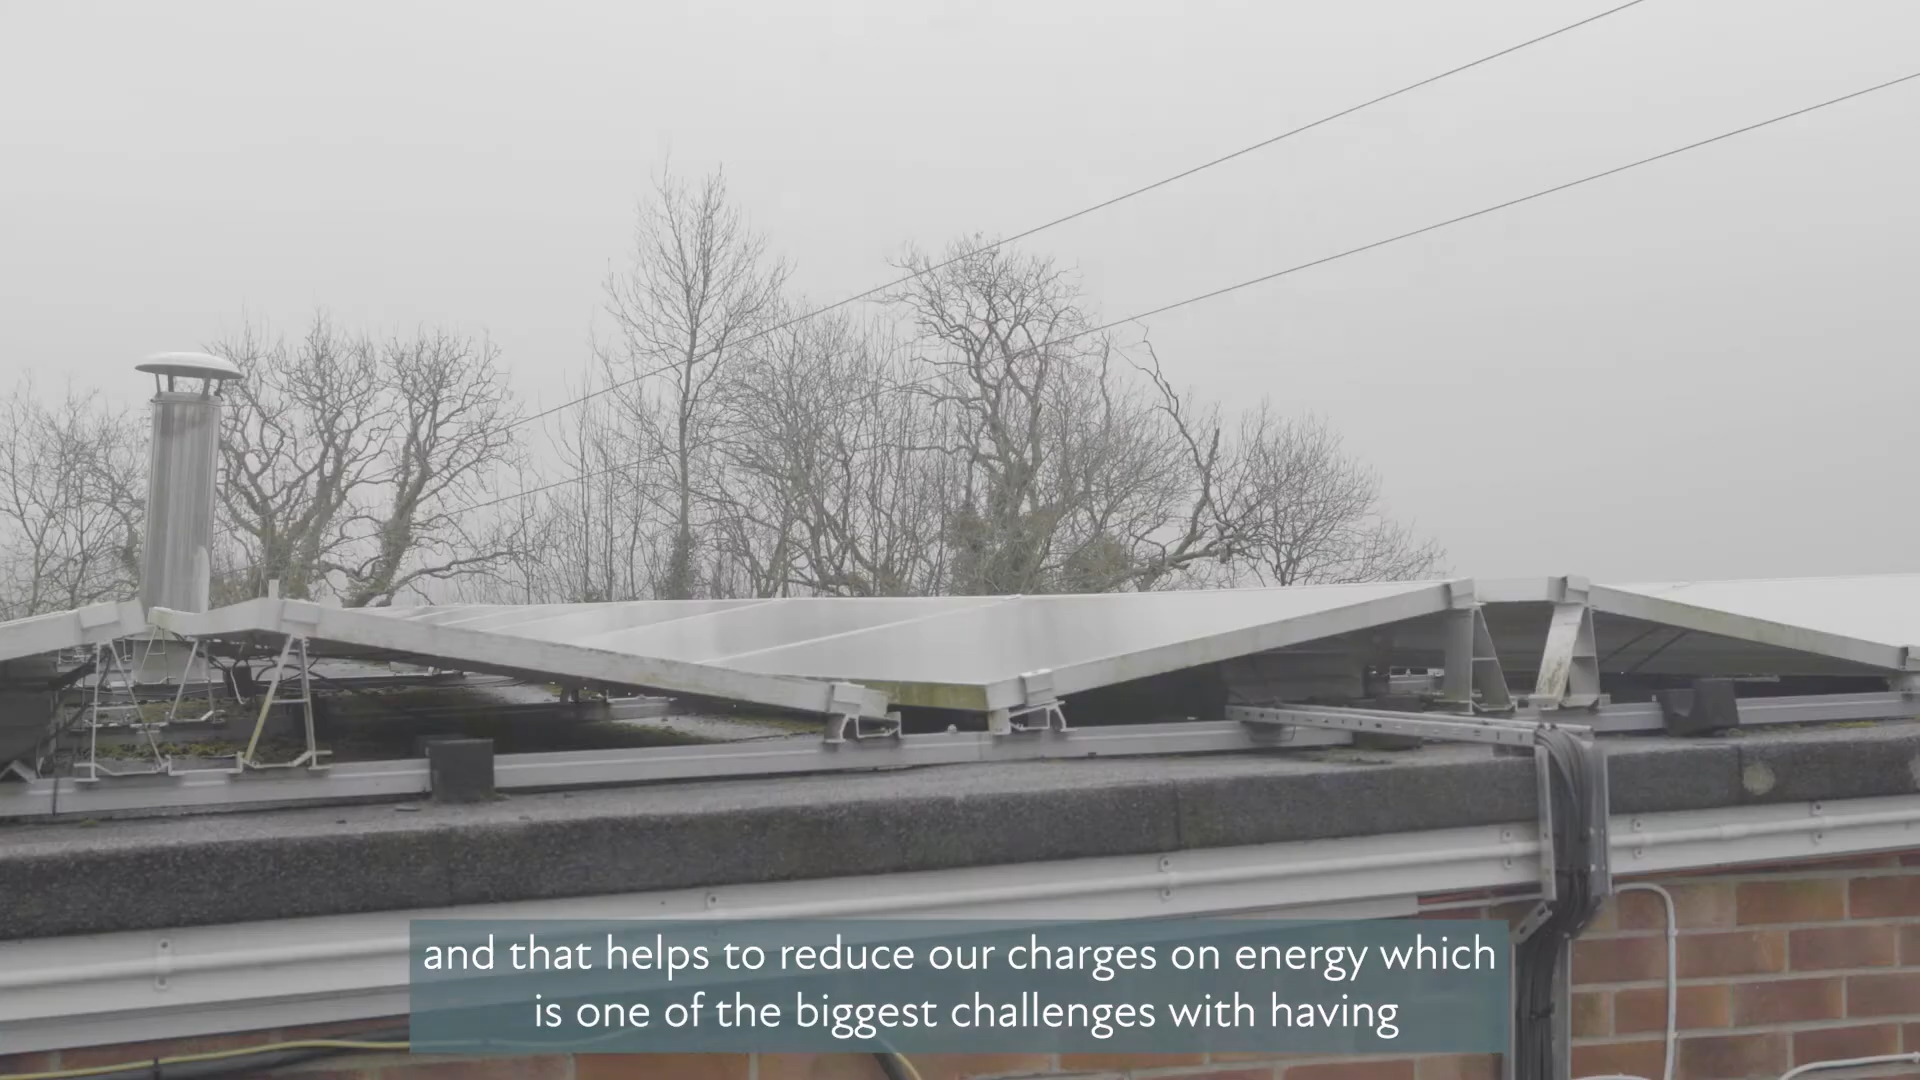 and that helps to reduce our charges on energy which
is one of the biggest challenges with having